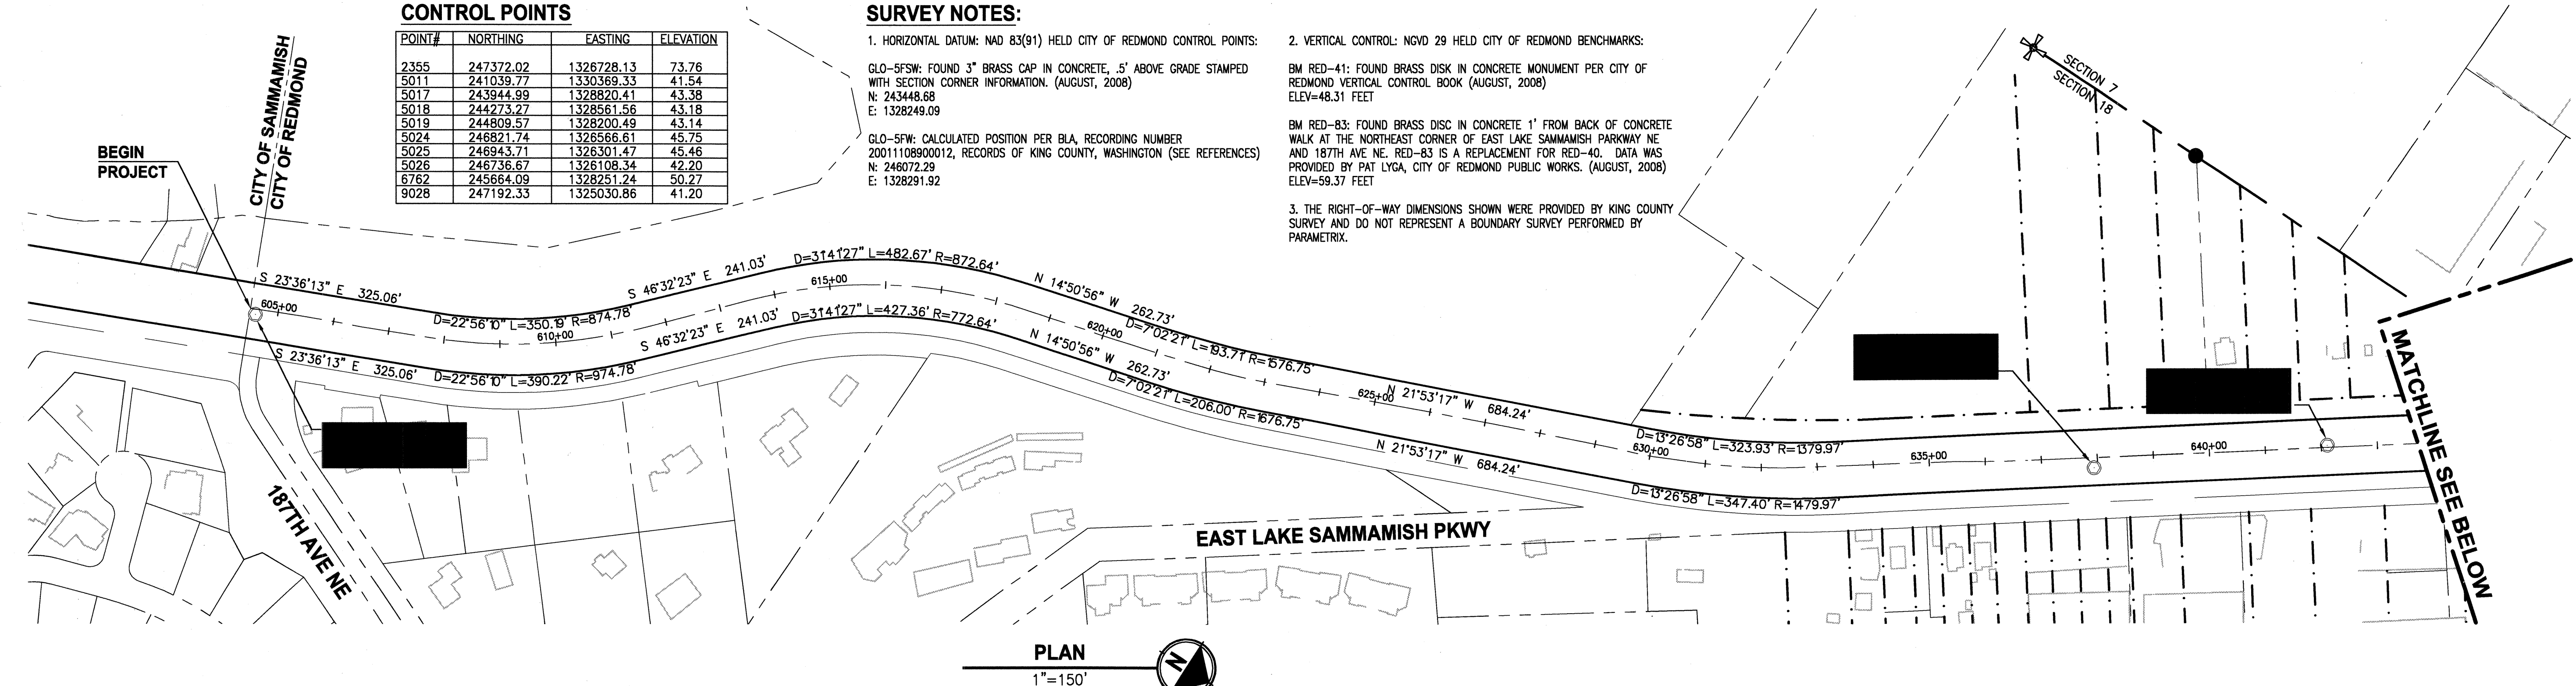 CONTROL POINTS
POINT# NORTHING EASTING ELEVATION
2355 247372.02 1326728.13 73.76
5011 241039.77 1330369.33 41.54
5017 243944.99 1328820.41 43.38
5018 244273.27 1328561.56 43.18
5019 244809.57 1328200.49 43.14
5024 246821.74 1326566.61 45.75
5025 246943.71 1326301.47 45.46
5026 246736.67 1326108.34 42.20
6762 245664.09 1328251.24 50.27
9028 247192.33 1325030.86 41.20
SURVEY NOTES:
1. HORIZONTAL DATUM: NAD 83(91) HELD CITY OF REDMOND CONTROL POINTS:
GLO-5FSW: FOUND 3" BRASS CAP IN CONCRETE, .5' ABOVE GRADE STAMPED
WITH SECTION CORNER INFORMATION. (AUGUST, 2008)
N: 243448.68
E: 1328249.09
GLO-5FW: CALCULATED POSITION PER BLA, RECORDING NUMBER
20011108900012, RECORDS OF KING COUNTY, WASHINGTON (SEE REFERENCES)
N: 246072.29
E: 1328291.92
2. VERTICAL CONTROL: NGVD 29 HELD CITY OF REDMOND BENCHMARKS:
BM RED-41: FOUND BRASS DISK IN CONCRETE MONUMENT PER CITY OF
REDMOND VERTICAL CONTROL BOOK (AUGUST, 2008)
ELEV=48.31 FEET
BM RED-83: FOUND BRASS DISC IN CONCRETE 1' FROM BACK OF CONCRETE
WALK AT THE NORTHEAST CORNER OF EAST LAKE SAMMAMISH PARKWAY NE
AND 187TH AVE NE. RED-83 IS A REPLACEMENT FOR RED-40. DATA WAS
PROVIDED BY PAT LYGA, CITY OF REDMOND PUBLIC WORKS. (AUGUST, 2008)
ELEV=59.37 FEET
3. THE RIGHT-OF-WAY DIMENSIONS SHOWN WERE PROVIDED BY KING COUNTY
SURVEY AND DO NOT REPRESENT A BOUNDARY SURVEY PERFORMED BY
PARAMETRIX.
SECTION 7
SECTION 18
CITY OF SAMMAMISH
CITY OF REDMOND
BEGIN
PROJECT
S 23°36'13" E 325.06'
D=22°56'10" L=350.19' R=874.78'
S 46°32'23" E 241.03'
D=31°41'27" L=482.67' R=872.64'
N 14°50'56" W 262.73'
D=7°02'21" L=193.71' R=1576.75'
N 21°53'17" W 684.24'
D=13°26'58" L=323.93' R=1379.97'
605+00
610+00
615+00
620+00
625+00
630+00
635+00
640+00
S 23°36'13" E 325.06'
D=22°56'10" L=390.22' R=974.78'
S 46°32'23" E 241.03'
D=31°41'27" L=427.36' R=772.64'
N 14°50'56" W 262.73'
D=7°02'21" L=206.00' R=1676.75'
N 21°53'17" W 684.24'
D=13°26'58" L=347.40' R=1479.97'
MATCHLINE SEE BELOW
187TH AVE NE
EAST LAKE SAMMAMISH PKWY
PLAN
1"=150'
N